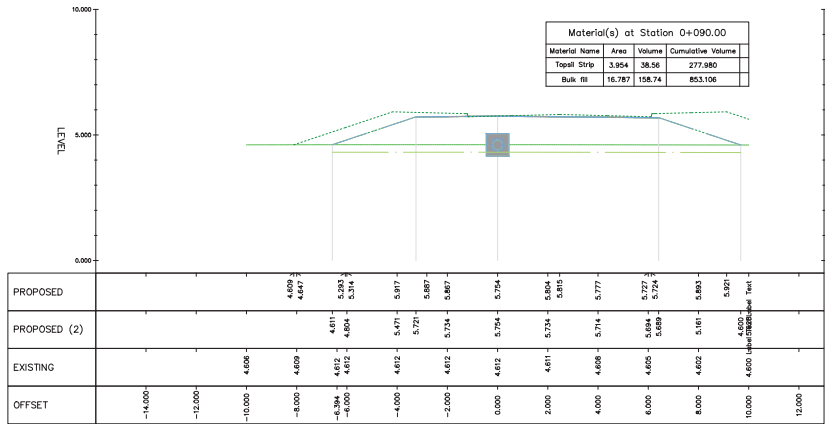 10.000
Material(s) at Station 0+090.00
Material Name Area Volume Cumulative Volume
Topsil Strip 3.954 38.56 277.980
Bulk fill 16.787 158.74 853.106
LEVEL
5.000
0.000
PROPOSED 4.609 4.647 5.293 5.314 5.917 5.887 5.867 5.754 5.804 5.815 5.777 5.727 5.724 5.893 5.921 Label Text
PROPOSED (2) 4.611 4.804 5.471 5.721 5.734 5.754 5.734 5.714 5.694 5.689 5.161 4.600
EXISTING 4.606 4.609 4.612 4.612 4.612 4.612 4.612 4.611 4.608 4.605 4.602 4.600 Label Text
OFFSET -14.000 -12.000 -10.000 -8.000 -6.394 -6.000 -4.000 -2.000 0.000 2.000 4.000 6.000 8.000 10.000 12.000